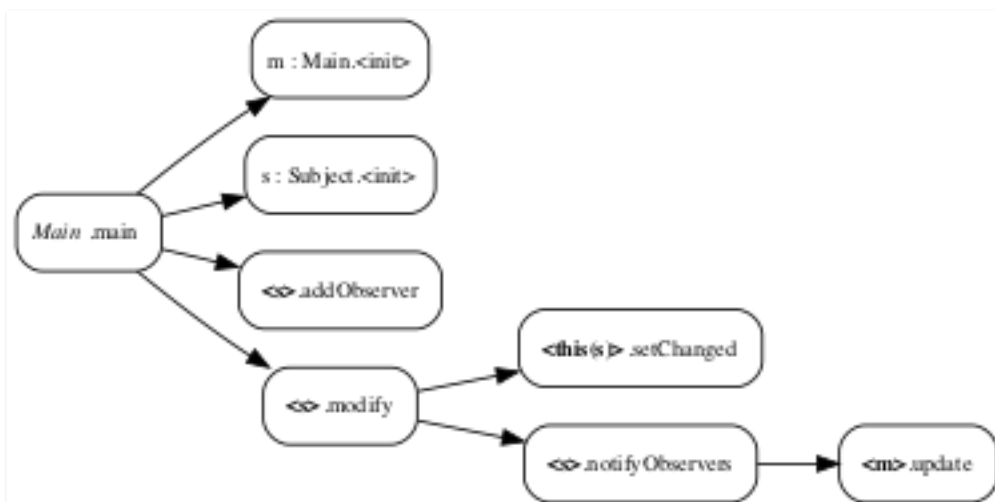 m : Main.<init>
s : Subject.<init>
Main .main
<s>.addObserver
<this(s)> .setChanged
<s> .modify
<s>.notifyObservers
<m>.update